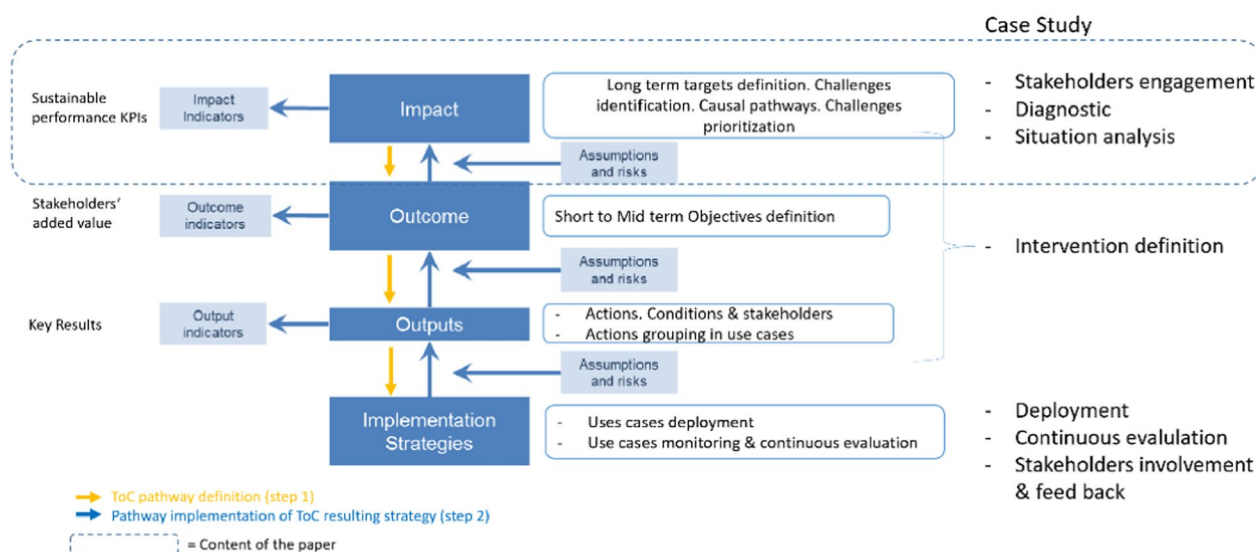 Case Study
Sustainable
performance KPIs
Impact
Indicators
Impact
Long term targets definition. Challenges
identification. Causal pathways. Challenges
prioritization
- Stakeholders engagement
- Diagnostic
- Situation analysis
Assumptions
and risks
Stakeholders'
added value
Outcome
indicators
Outcome
Short to Mid term Objectives definition
- Intervention definition
Assumptions
and risks
Key Results
Output
indicators
Outputs
- Actions. Conditions & stakeholders
- Actions grouping in use cases
Assumptions
and risks
Implementation
Strategies
- Uses cases deployment
- Use cases monitoring & continuous evaluation
- Deployment
- Continuous evalulation
- Stakeholders involvement
& feed back
ToC pathway definition (step 1)
Pathway implementation of ToC resulting strategy (step 2)
= Content of the paper